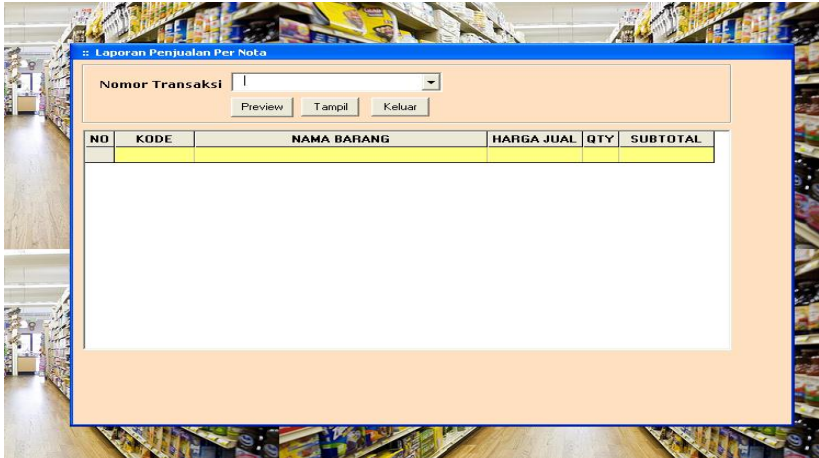 :: Laporan Penjualan Per Nota
Nomor Transaksi
Preview Tampil Keluar
NO KODE NAMA BARANG HARGA JUAL QTY SUBTOTAL